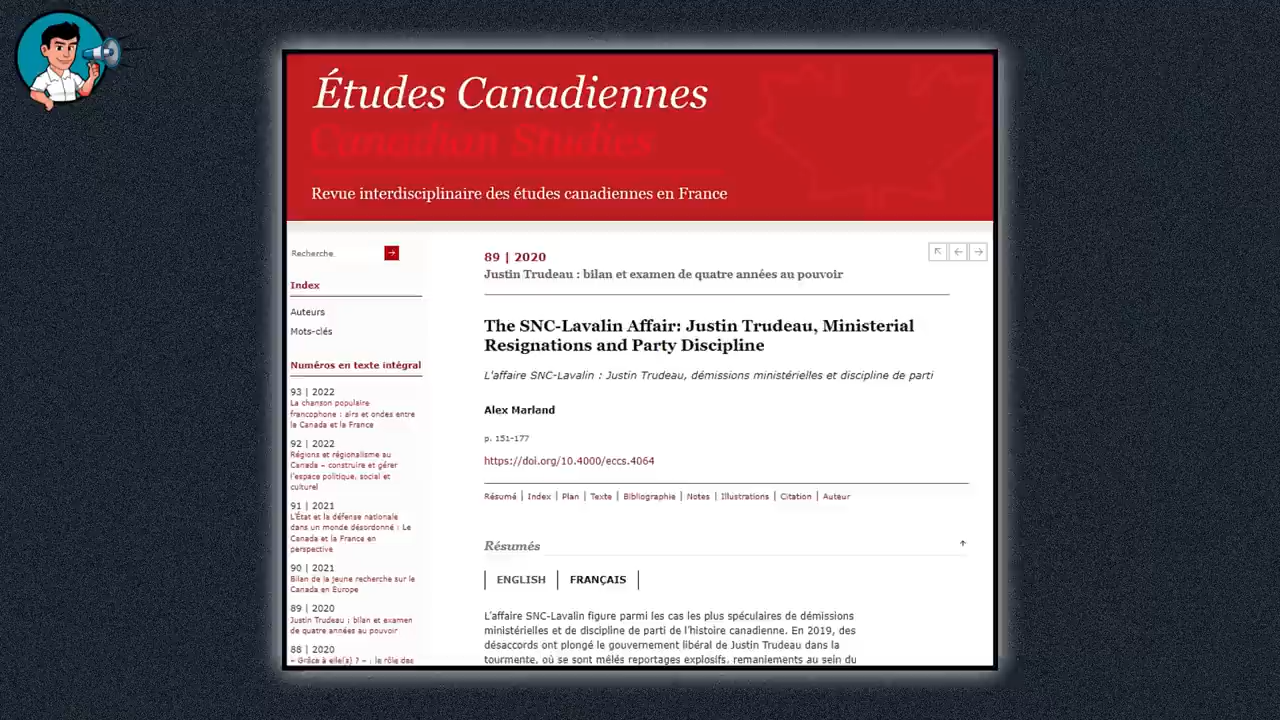 Études Canadiennes
Canadian Studies
Revue interdisciplinaire des études canadiennes en France
Recherche
Index
Auteurs
Mots-clés
Numéros en texte intégral
93 | 2022
La chanson populaire
francophone : airs et ondes entre
le Canada et la France
92 | 2022
Régions et régionalisme au
Canada – construire et gérer
l'espace politique, social et
culturel
91 | 2021
L'État et la défense nationale
dans un monde désordonné : Le
Canada et la France en
perspective
90 | 2021
Bilan de la jeune recherche sur le
Canada en Europe
89 | 2020
Justin Trudeau : bilan et examen
de quatre années au pouvoir
88 | 2020
« Grâce à elle(s) ? » : le rôle des
89 | 2020
Justin Trudeau : bilan et examen de quatre années au pouvoir
The SNC-Lavalin Affair: Justin Trudeau, Ministerial
Resignations and Party Discipline
L'affaire SNC-Lavalin : Justin Trudeau, démissions ministérielles et discipline de parti
Alex Marland
p. 151-177
https://doi.org/10.4000/eccs.4064
Résumé | Index | Plan | Texte | Bibliographie | Notes | Illustrations | Citation | Auteur
Résumés
ENGLISH | FRANÇAIS
L'affaire SNC-Lavalin figure parmi les cas les plus spéculaires de démissions
ministérielles et de discipline de parti de l'histoire canadienne. En 2019, des
désaccords ont plongé le gouvernement libéral de Justin Trudeau dans la
tourmente, où se sont mêlés reportages explosifs, remaniements au sein du